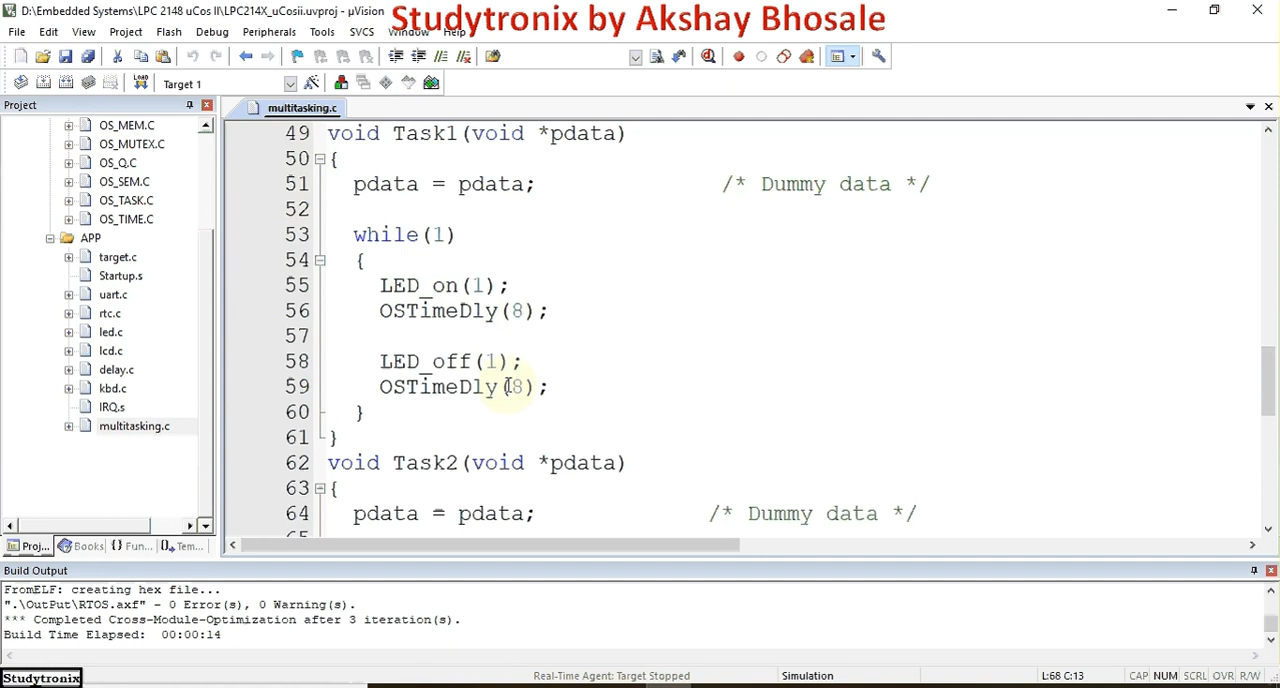 D:\Embedded Systems\LPC 2148 uCos II\LPC214X_uCosii.uvproj - µVision
Studytronix by Akshay Bhosale
File Edit View Project Flash Debug Peripherals Tools SVCS Window Help
LOAD Target 1
Project
multitasking.c
OS_MEM.C
OS_MUTEX.C
OS_Q.C
OS_SEM.C
OS_TASK.C
OS_TIME.C
APP
target.c
Startup.s
uart.c
rtc.c
led.c
lcd.c
delay.c
kbd.c
IRQ.s
multitasking.c
49 void Task1(void *pdata)
50 {
51 pdata = pdata; /* Dummy data */
52
53 while(1)
54 {
55 LED_on(1);
56 OSTimeDly(8);
57
58 LED_off(1);
59 OSTimeDly(8);
60 }
61 }
62 void Task2(void *pdata)
63 {
64 pdata = pdata; /* Dummy data */
Proj... Books {} Fun... Tem...
Build Output
FromELF: creating hex file...
".\OutPut\RTOS.axf" - 0 Error(s), 0 Warning(s).
*** Completed Cross-Module-Optimization after 3 iteration(s).
Build Time Elapsed: 00:00:14
Studytronix
Real-Time Agent: Target Stopped Simulation L:68 C:13 CAP NUM SCRL OVR R/W